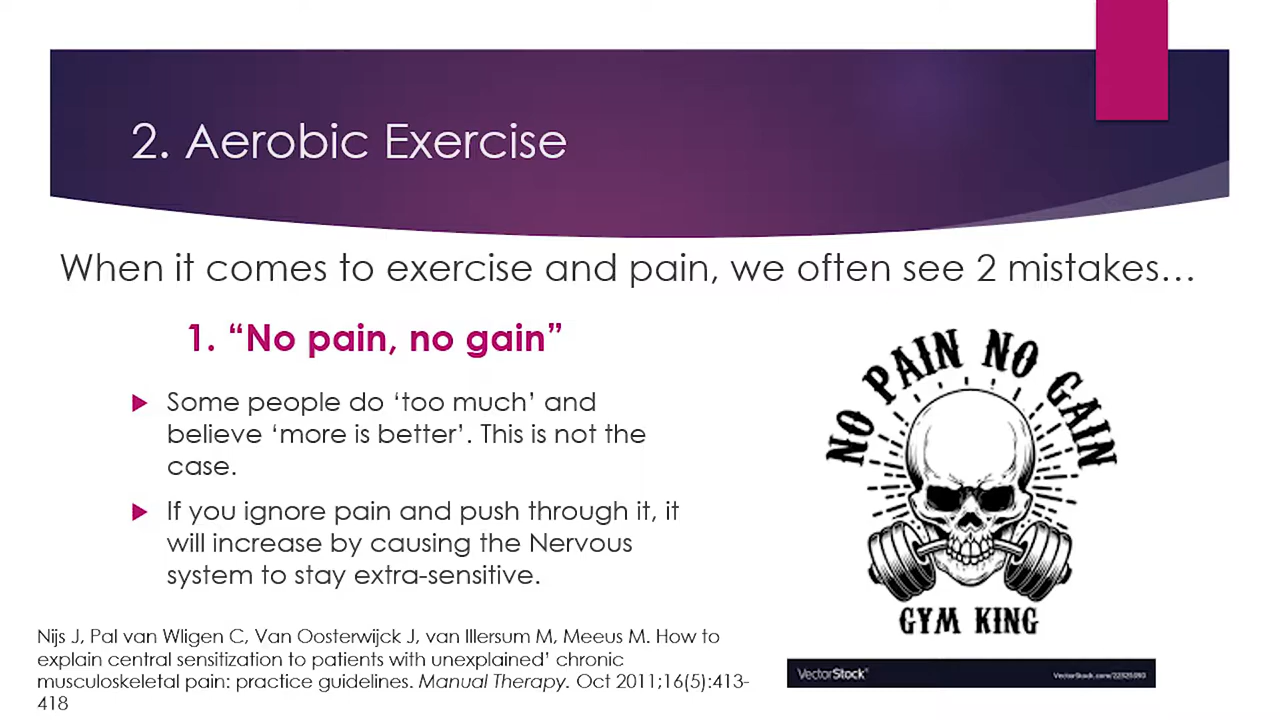 2. Aerobic Exercise
When it comes to exercise and pain, we often see 2 mistakes...
1. “No pain, no gain”
Some people do ‘too much’ and
believe ‘more is better’. This is not the
case.
If you ignore pain and push through it, it
will increase by causing the Nervous
system to stay extra-sensitive.
NO PAIN NO GAIN
GYM KING
VectorStock®
VectorStock.com/22325393
Nijs J, Pal van Wligen C, Van Oosterwijck J, van Illersum M, Meeus M. How to
explain central sensitization to patients with unexplained’ chronic
musculoskeletal pain: practice guidelines. Manual Therapy. Oct 2011;16(5):413-
418